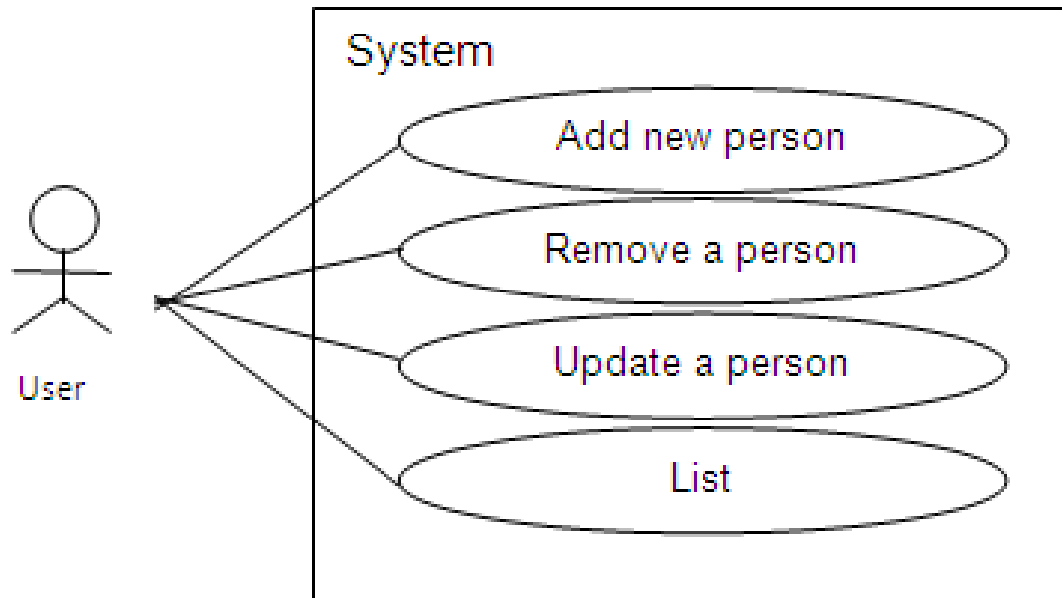 System
Add new person
Remove a person
User
Update a person
List